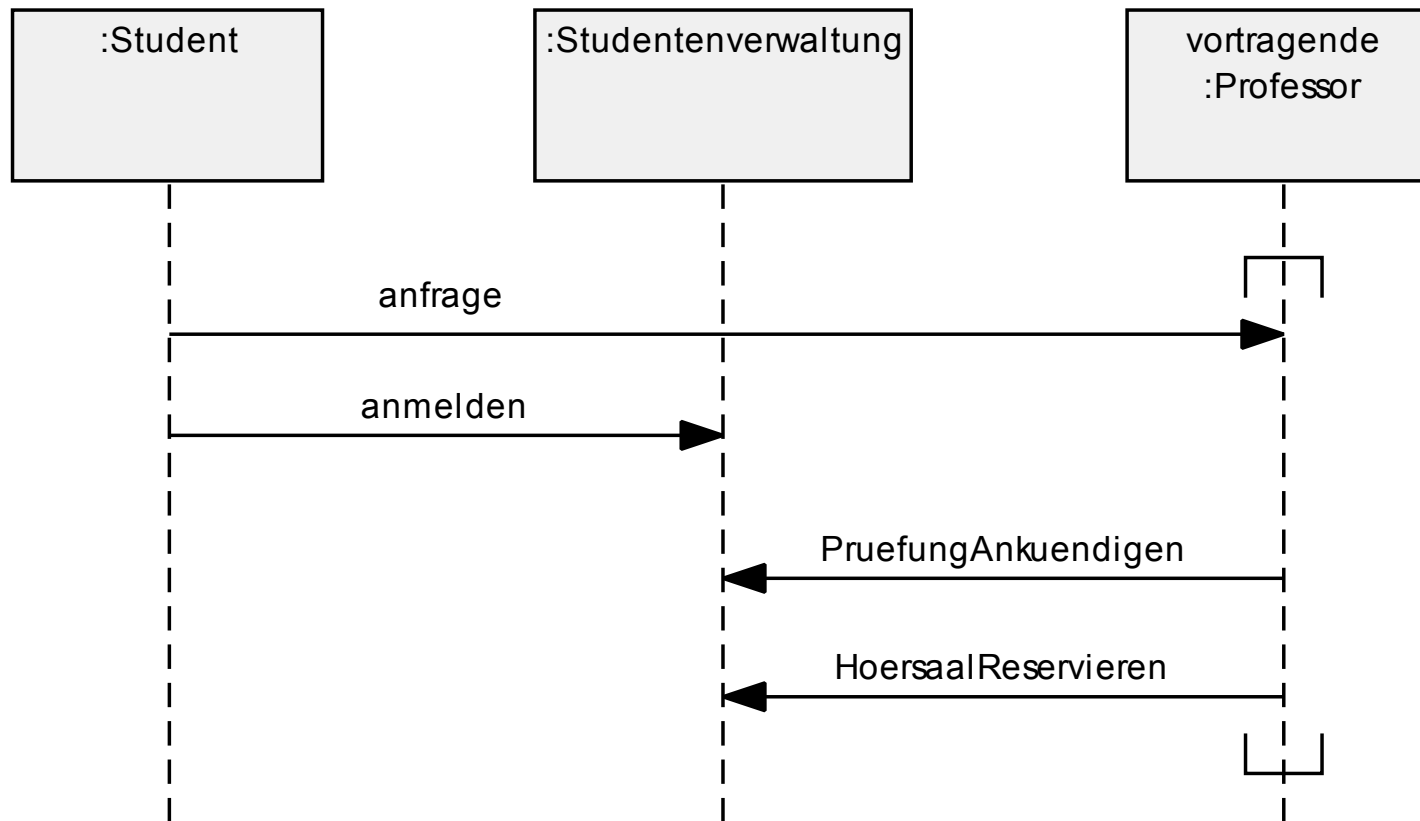 :Student
:Studentenverwaltung
vortragende
:Professor
anfrage
anmelden
PruefungAnkuendigen
HoersaalReservieren